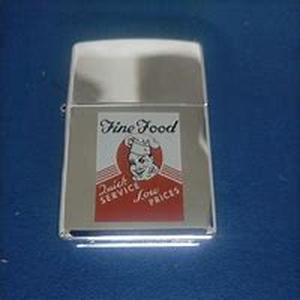 Fine Food
Quick
SERVICE
Low
PRICES